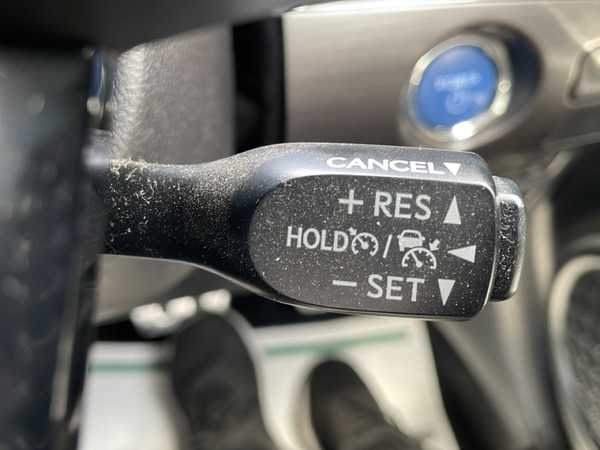 CANCEL▼
+ RES ▲
HOLD / ◀
− SET ▼